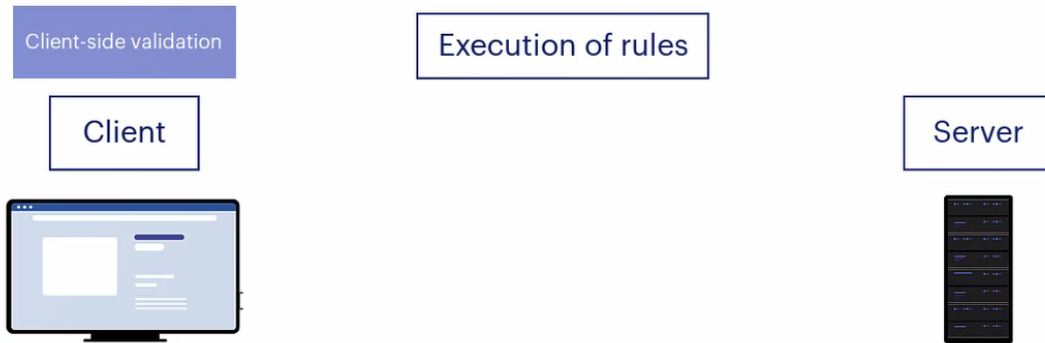 Client-side validation
Execution of rules
Client
Server